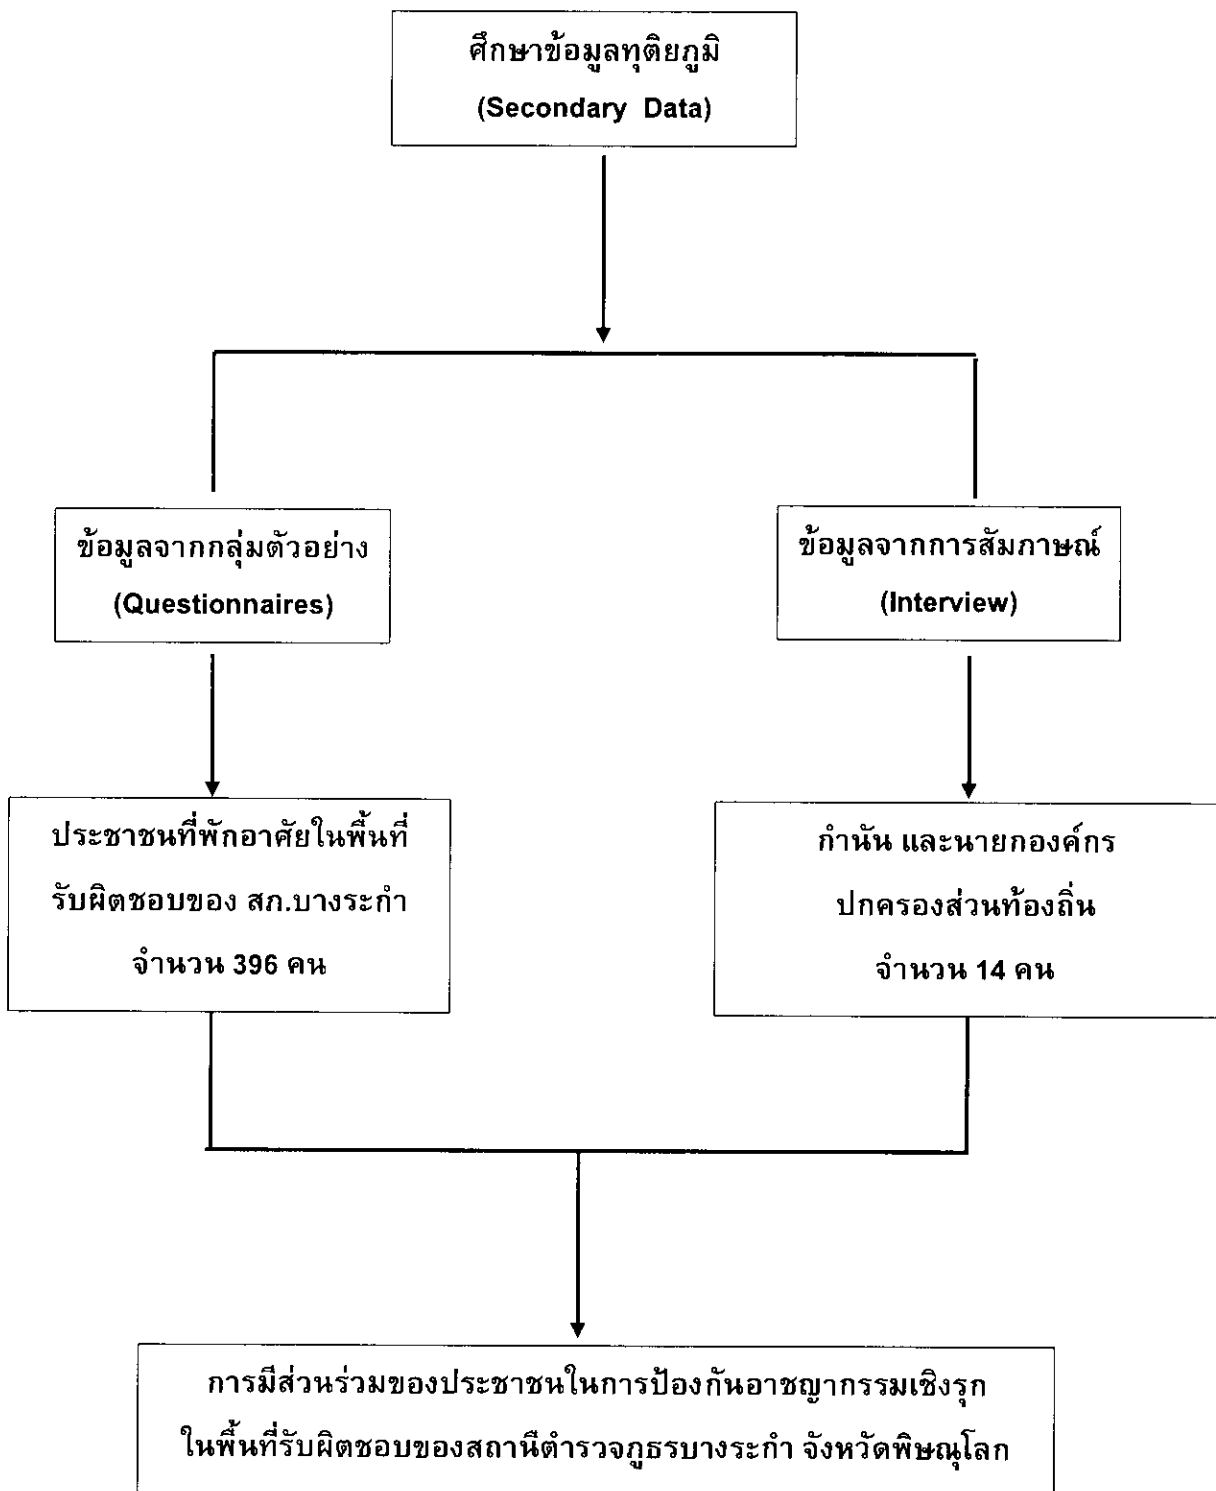 ศึกษาข้อมูลทุติยภูมิ
(Secondary Data)
ข้อมูลจากกลุ่มตัวอย่าง
(Questionnaires)
ข้อมูลจากการสัมภาษณ์
(Interview)
ประชาชนที่พักอาศัยในพื้นที่
รับผิดชอบของ สภ.บางระกำ
จำนวน 396 คน
กำนัน และนายกองค์กร
ปกครองส่วนท้องถิ่น
จำนวน 14 คน
การมีส่วนร่วมของประชาชนในการป้องกันอาชญากรรมเชิงรุก
ในพื้นที่รับผิดชอบของสถานีตำรวจภูธรบางระกำ จังหวัดพิษณุโลก